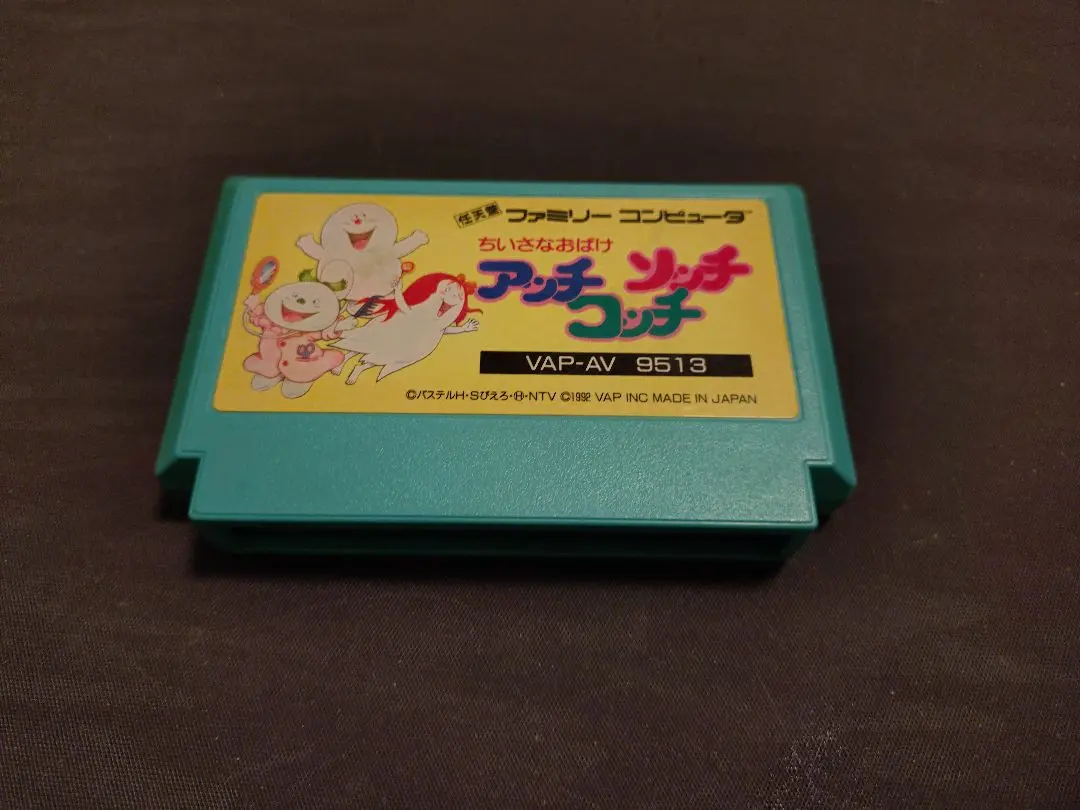 任天堂 ファミリー コンピュータ™
ちいさなおばけ
アッチ ソッチ
コッチ
VAP-AV 9513
©パステルH・Sぴえろ・Ⓗ・NTV ©1992 VAP INC MADE IN JAPAN